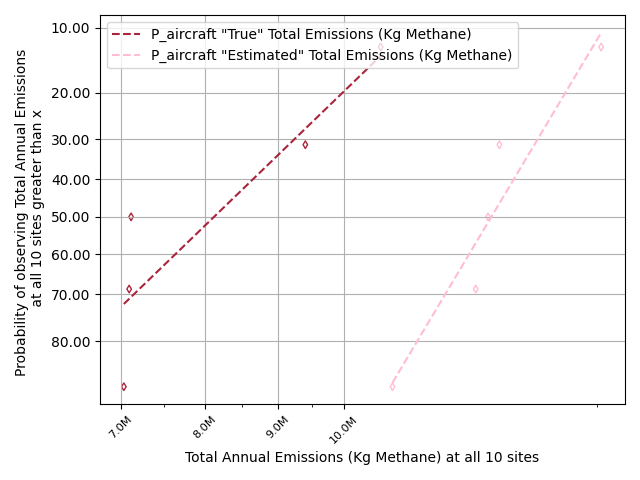 P_aircraft "True" Total Emissions (Kg Methane)
P_aircraft "Estimated" Total Emissions (Kg Methane)
Probability of observing Total Annual Emissions
at all 10 sites greater than x
10.00
20.00
30.00
40.00
50.00
60.00
70.00
80.00
7.0M
8.0M
9.0M
10.0M
Total Annual Emissions (Kg Methane) at all 10 sites